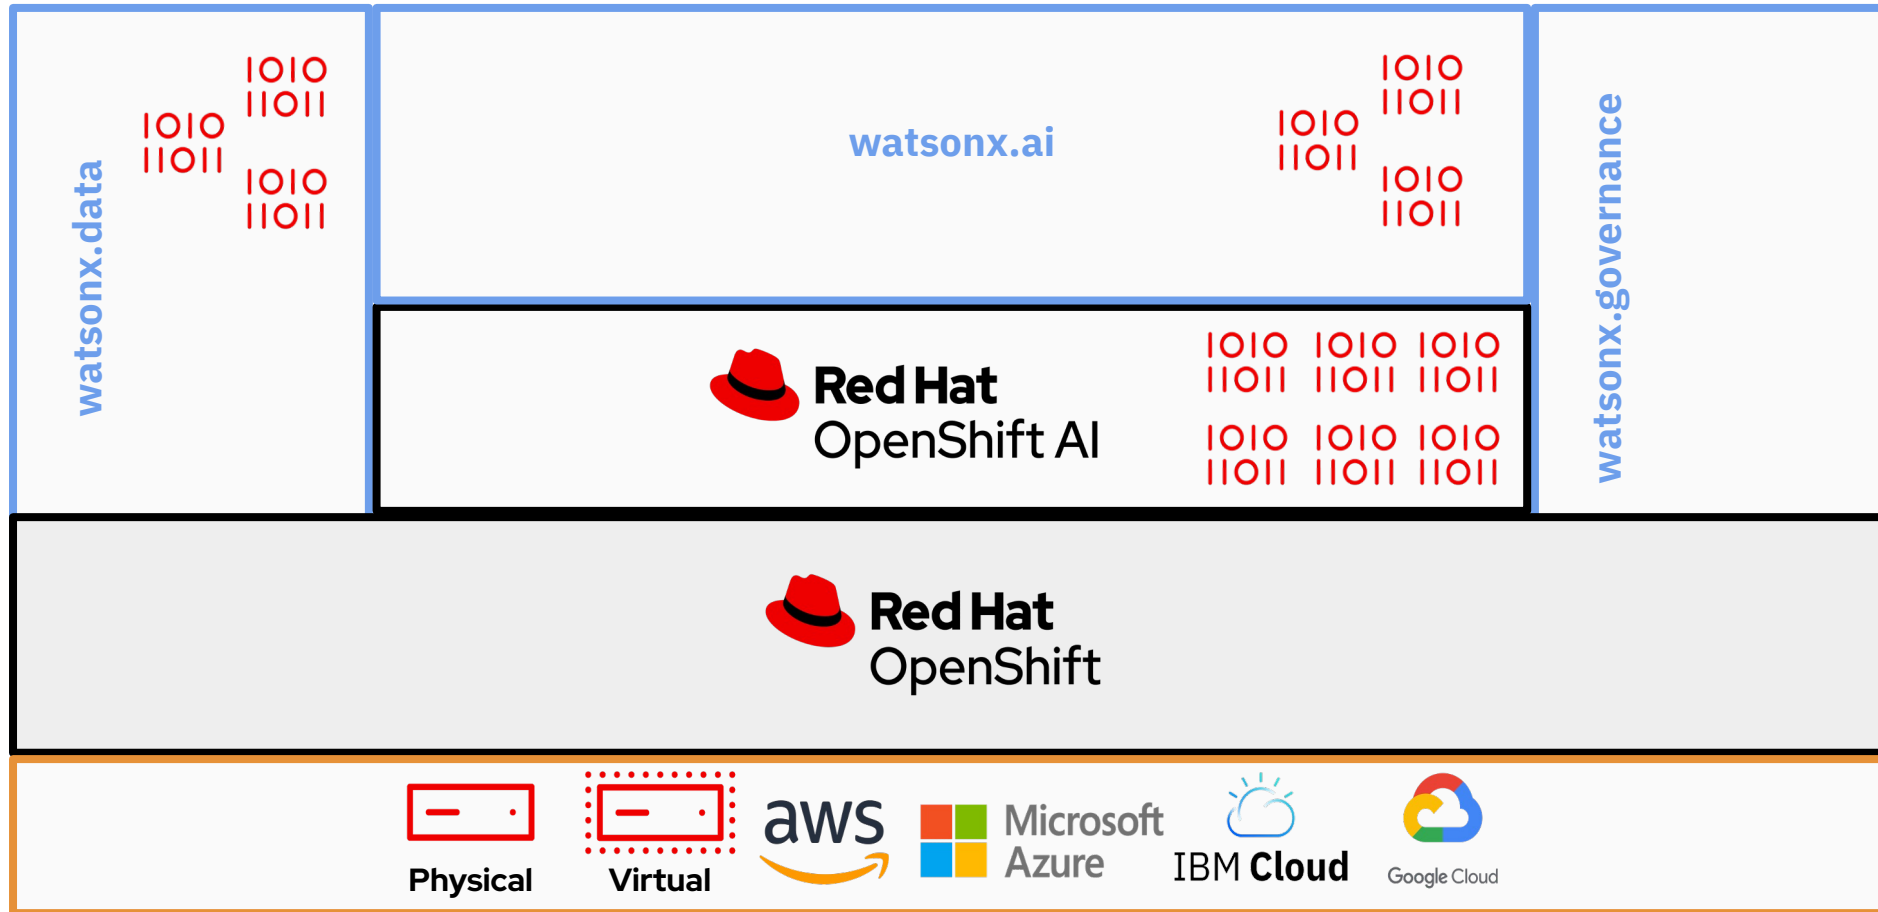 watsonx.data
1010
11011
1010
11011
1010
11011
watsonx.ai
1010
11011
1010
11011
1010
11011
watsonx.governance
Red Hat
OpenShift AI
1010 1010 1010
11011 11011 11011
1010 1010 1010
11011 11011 11011
Red Hat
OpenShift
Physical
Virtual
aws
Microsoft
Azure
IBM Cloud
Google Cloud